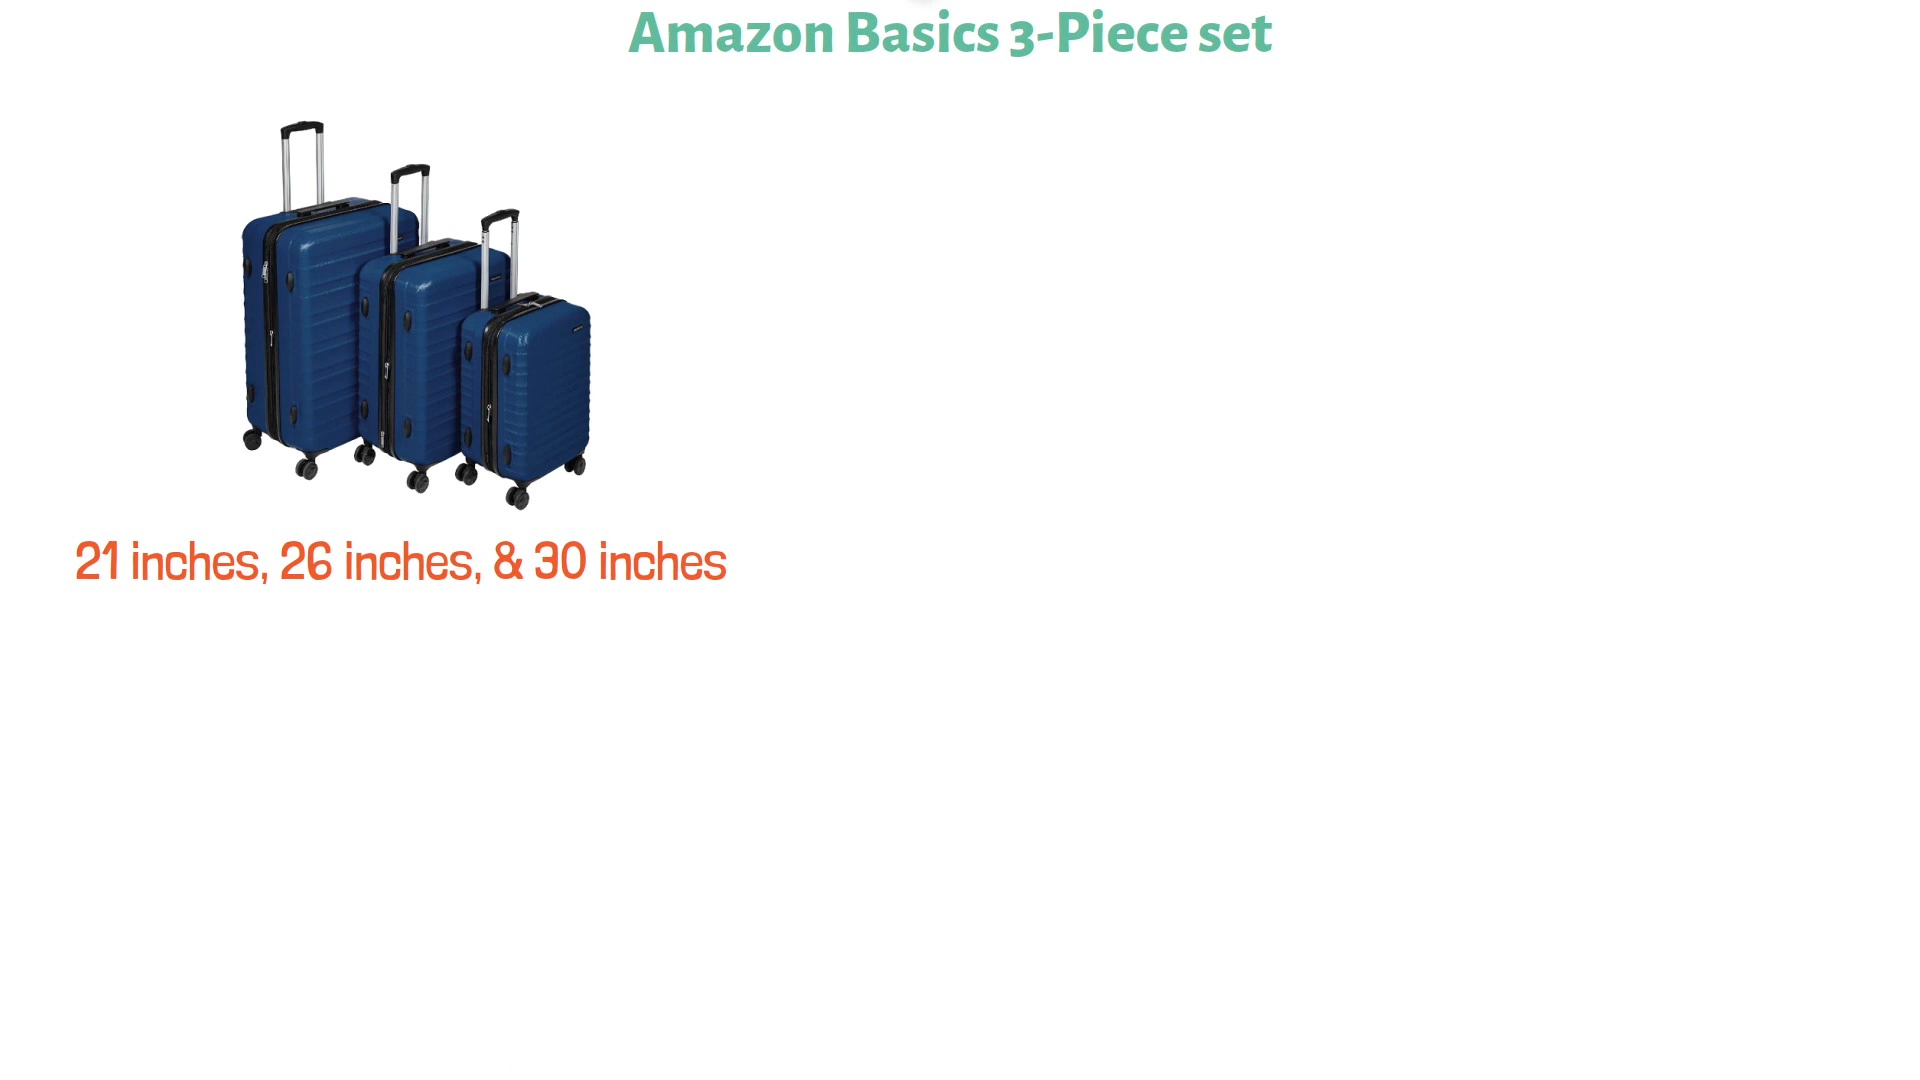 Amazon Basics 3-Piece set
21 inches, 26 inches, & 30 inches